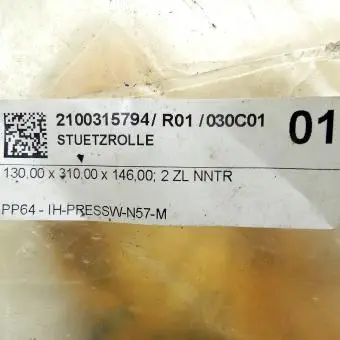 2100315794/ R01 /030C01
01
STUETZROLLE
130,00 x 310,00 x 146,00; 2 ZL NNTR
PP64 - IH-PRESSW-N57-M